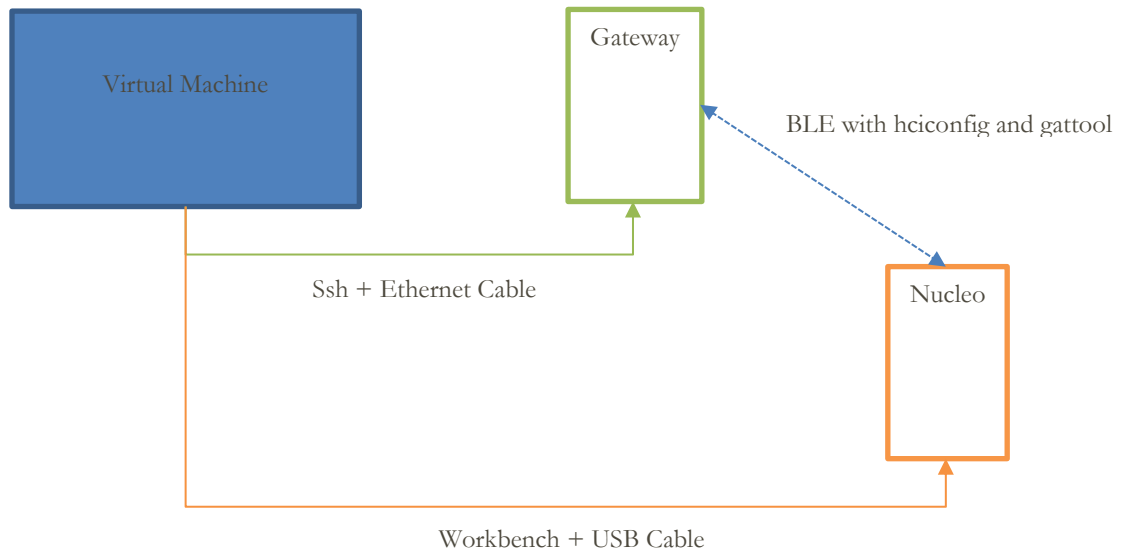 Gateway
Virtual Machine
BLE with hciconfig and gattool
Ssh + Ethernet Cable
Nucleo
Workbench + USB Cable